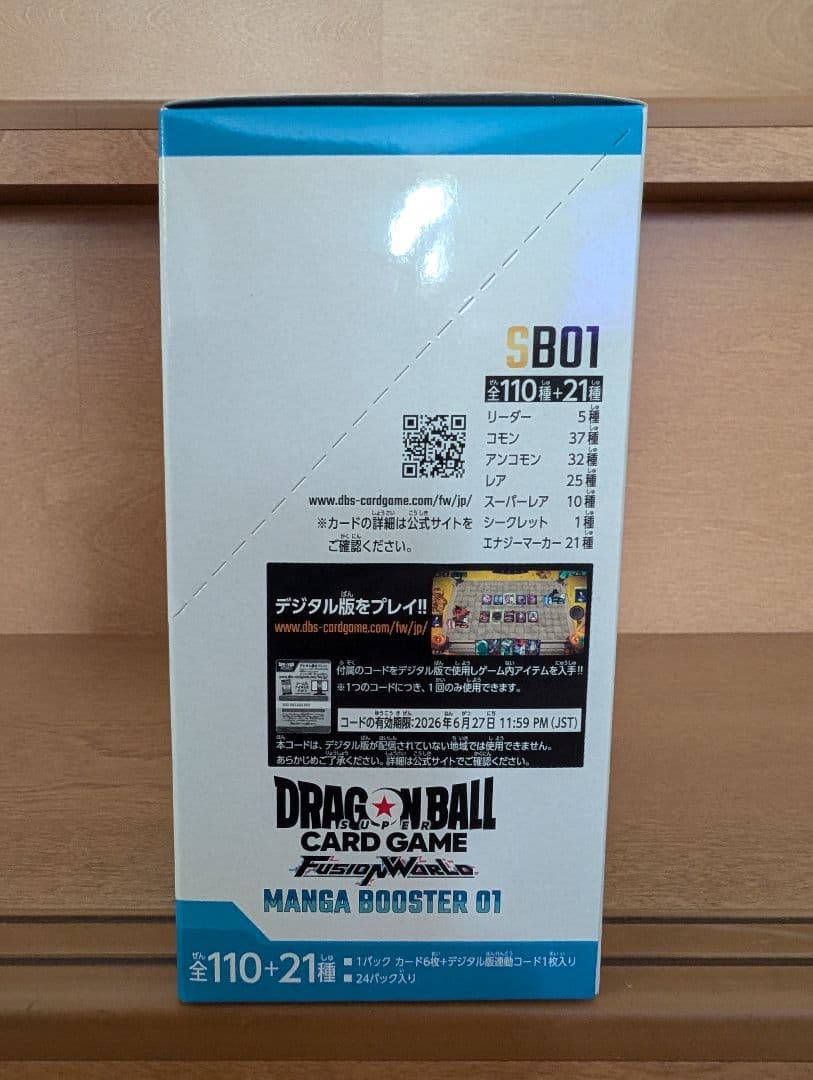 SB01
全110種+21種
リーダー 5種
コモン 37種
アンコモン 32種
レア 25種
スーパーレア 10種
シークレット 1種
エナジーマーカー 21種
www.dbs-cardgame.com/fw/jp/
※カードの詳細は公式サイトを
ご確認ください。
デジタル版をプレイ!!
www.dbs-cardgame.com/fw/jp/
付属のコードをデジタル版で使用しゲーム内アイテムを入手!!
※1つのコードにつき、1回のみ使用できます。
コードの有効期限:2026年6月27日 11:59 PM (JST)
本コードは、デジタル版が配信されていない地域では使用できません。
あらかじめご了承ください。詳細は公式サイトでご確認ください。
DRAGON BALL
SUPER
CARD GAME
FUSION WORLD
MANGA BOOSTER 01
全110+21種
■ 1パック カード6枚+デジタル版連動コード1枚入り
■ 24パック入り